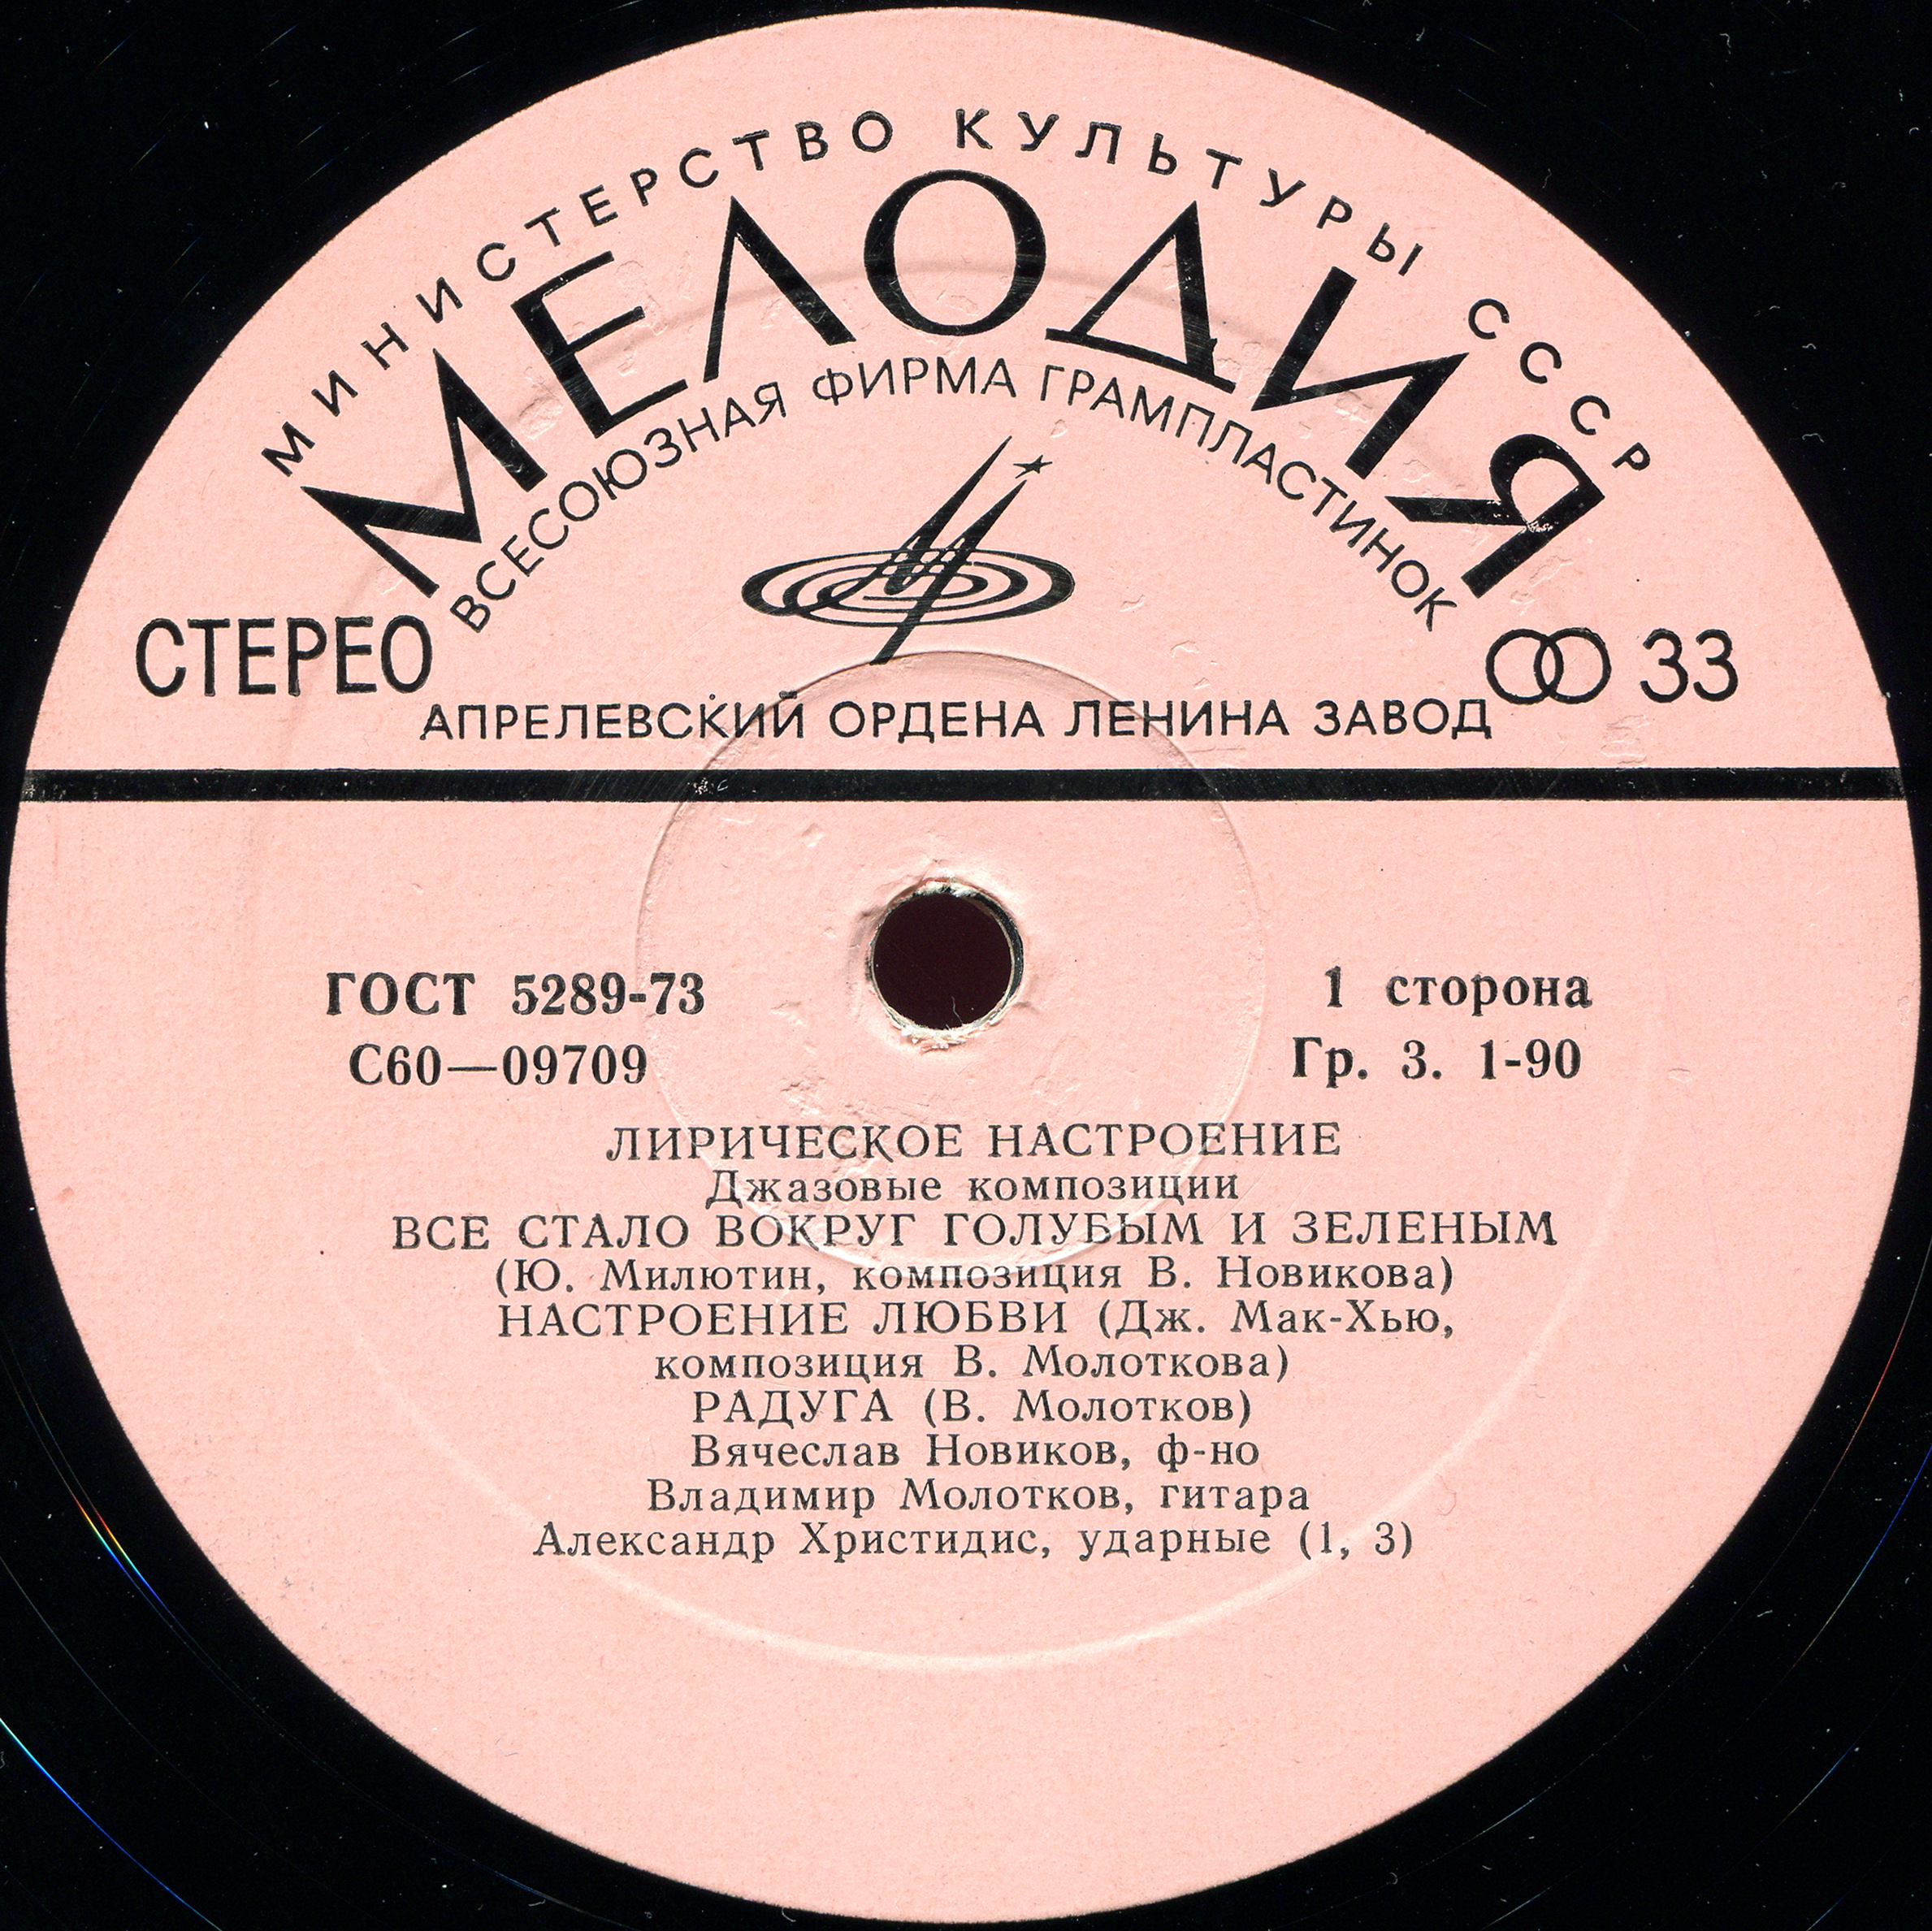 МИНИСТЕРСТВО КУЛЬТУРЫ СССР
МЕЛОДИЯ
ВСЕСОЮЗНАЯ ФИРМА ГРАМПЛАСТИНОК
СТЕРЕО
33
АПРЕЛЕВСКИЙ ОРДЕНА ЛЕНИНА ЗАВОД
ГОСТ 5289-73
1 сторона
С60—09709
Гр. 3. 1-90
ЛИРИЧЕСКОЕ НАСТРОЕНИЕ
Джазовые композиции
ВСЕ СТАЛО ВОКРУГ ГОЛУБЫМ И ЗЕЛЕНЫМ
(Ю. Милютин, композиция В. Новикова)
НАСТРОЕНИЕ ЛЮБВИ (Дж. Мак-Хью,
композиция В. Молоткова)
РАДУГА (В. Молотков)
Вячеслав Новиков, ф-но
Владимир Молотков, гитара
Александр Христидис, ударные (1, 3)